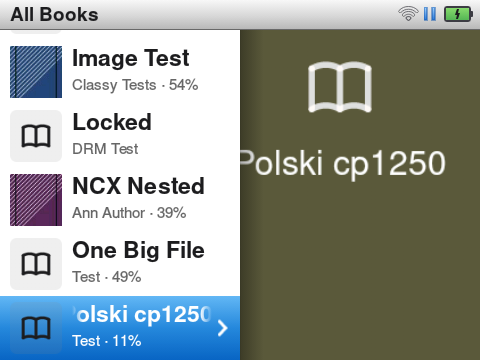 All Books
Image Test
Classy Tests · 54%
Locked
DRM Test
NCX Nested
Ann Author · 39%
One Big File
Test · 49%
Polski cp1250
Test · 11%
Polski cp1250